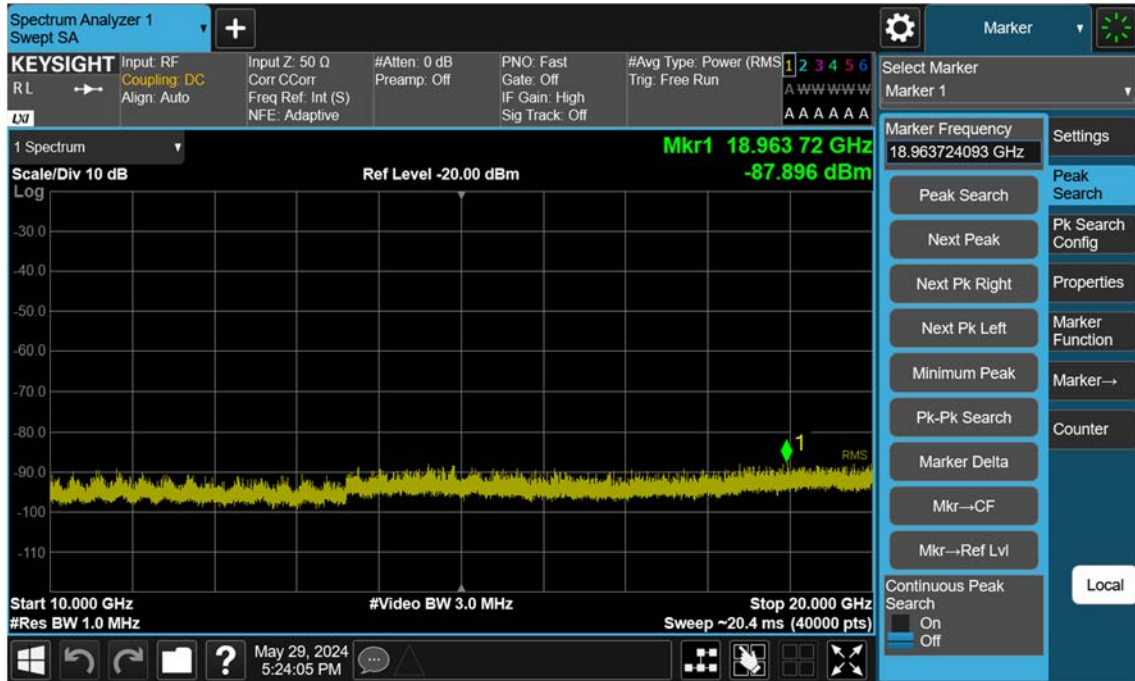 Spectrum Analyzer 1
Swept SA
+
Marker
KEYSIGHT
R L
LXI
Input: RF
Coupling: DC
Align: Auto
Input Z: 50 Ω
Corr CCorr
Freq Ref: Int (S)
NFE: Adaptive
#Atten: 0 dB
Preamp: Off
PNO: Fast
Gate: Off
IF Gain: High
Sig Track: Off
#Avg Type: Power (RMS
Trig: Free Run
1 2 3 4 5 6
A W W W W W
A A A A A A
Select Marker
Marker 1
1 Spectrum
Mkr1 18.963 72 GHz
-87.896 dBm
Scale/Div 10 dB
Ref Level -20.00 dBm
Log
-30.0
-40.0
-50.0
-60.0
-70.0
-80.0
-90.0
-100
-110
1
RMS
Start 10.000 GHz
#Video BW 3.0 MHz
Stop 20.000 GHz
#Res BW 1.0 MHz
Sweep ~20.4 ms (40000 pts)
Marker Frequency
18.963724093 GHz
Peak Search
Next Peak
Next Pk Right
Next Pk Left
Minimum Peak
Pk-Pk Search
Marker Delta
Mkr→CF
Mkr→Ref Lvl
Continuous Peak
Search
On
Off
Settings
Peak
Search
Pk Search
Config
Properties
Marker
Function
Marker→
Counter
Local
?
May 29, 2024
5:24:05 PM